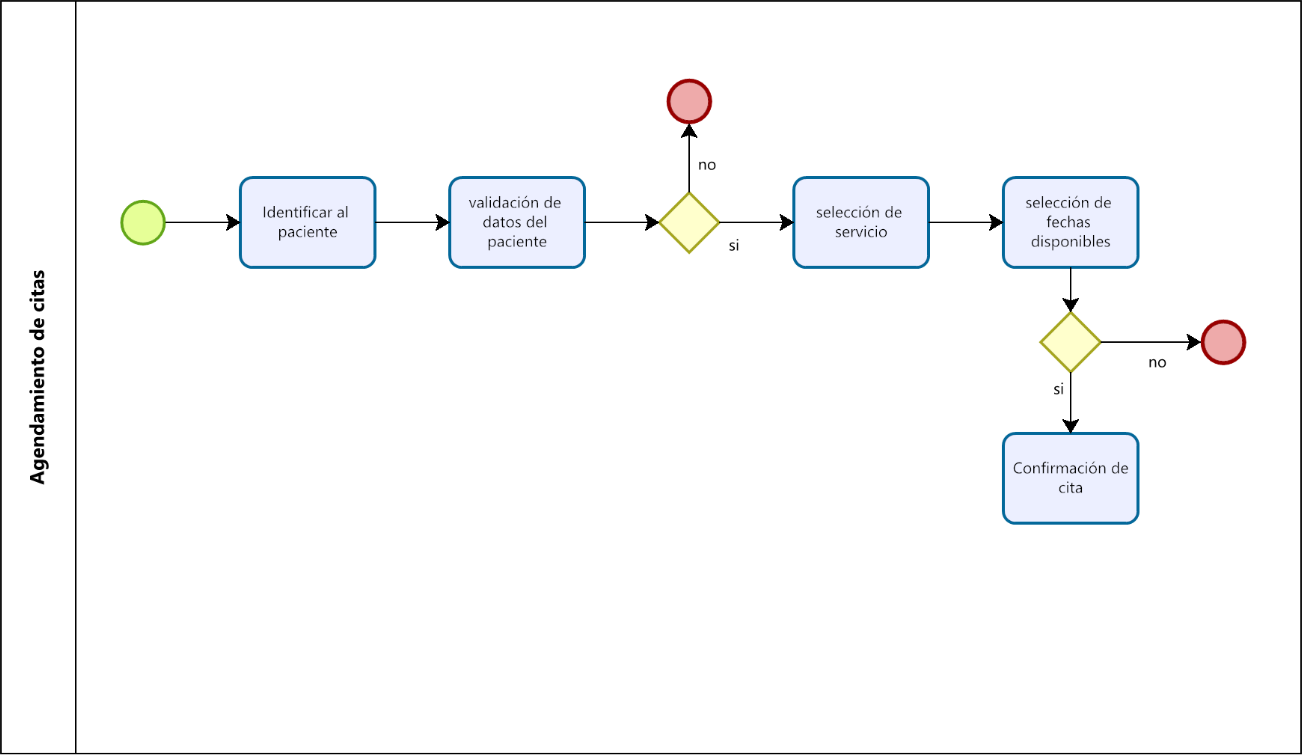 Agendamiento de citas
Identificar al
paciente
validación de
datos del
paciente
no
si
selección de
servicio
selección de
fechas
disponibles
no
si
Confirmación de
cita